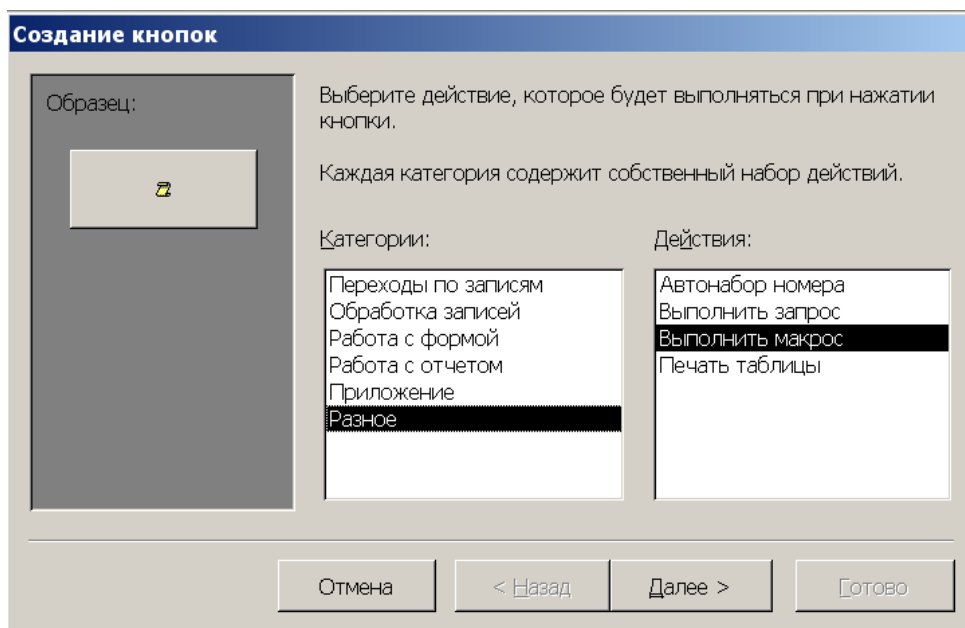 Создание кнопок
Образец:
Выберите действие, которое будет выполняться при нажатии
кнопки.
Каждая категория содержит собственный набор действий.
Категории:
Переходы по записям
Обработка записей
Работа с формой
Работа с отчетом
Приложение
Разное
Действия:
Автонабор номера
Выполнить запрос
Выполнить макрос
Печать таблицы
Отмена
< Назад
Далее >
Готово